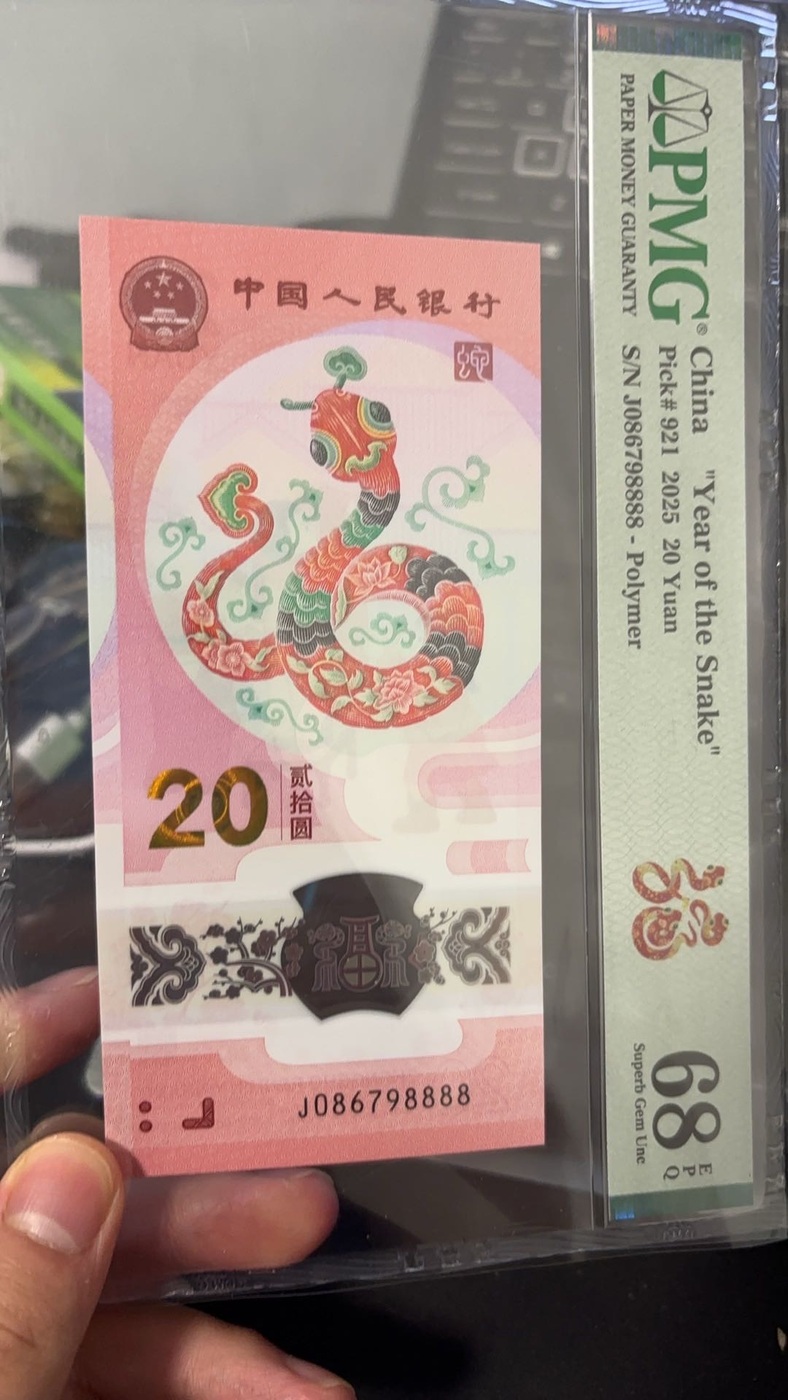 中国人民银行
蛇
20
贰拾圆
J086798888
PMG®
PAPER MONEY GUARANTY
China "Year of the Snake"
Pick# 921 2025 20 Yuan
S/N J086798888 - Polymer
68
EPQ
Superb Gem Unc